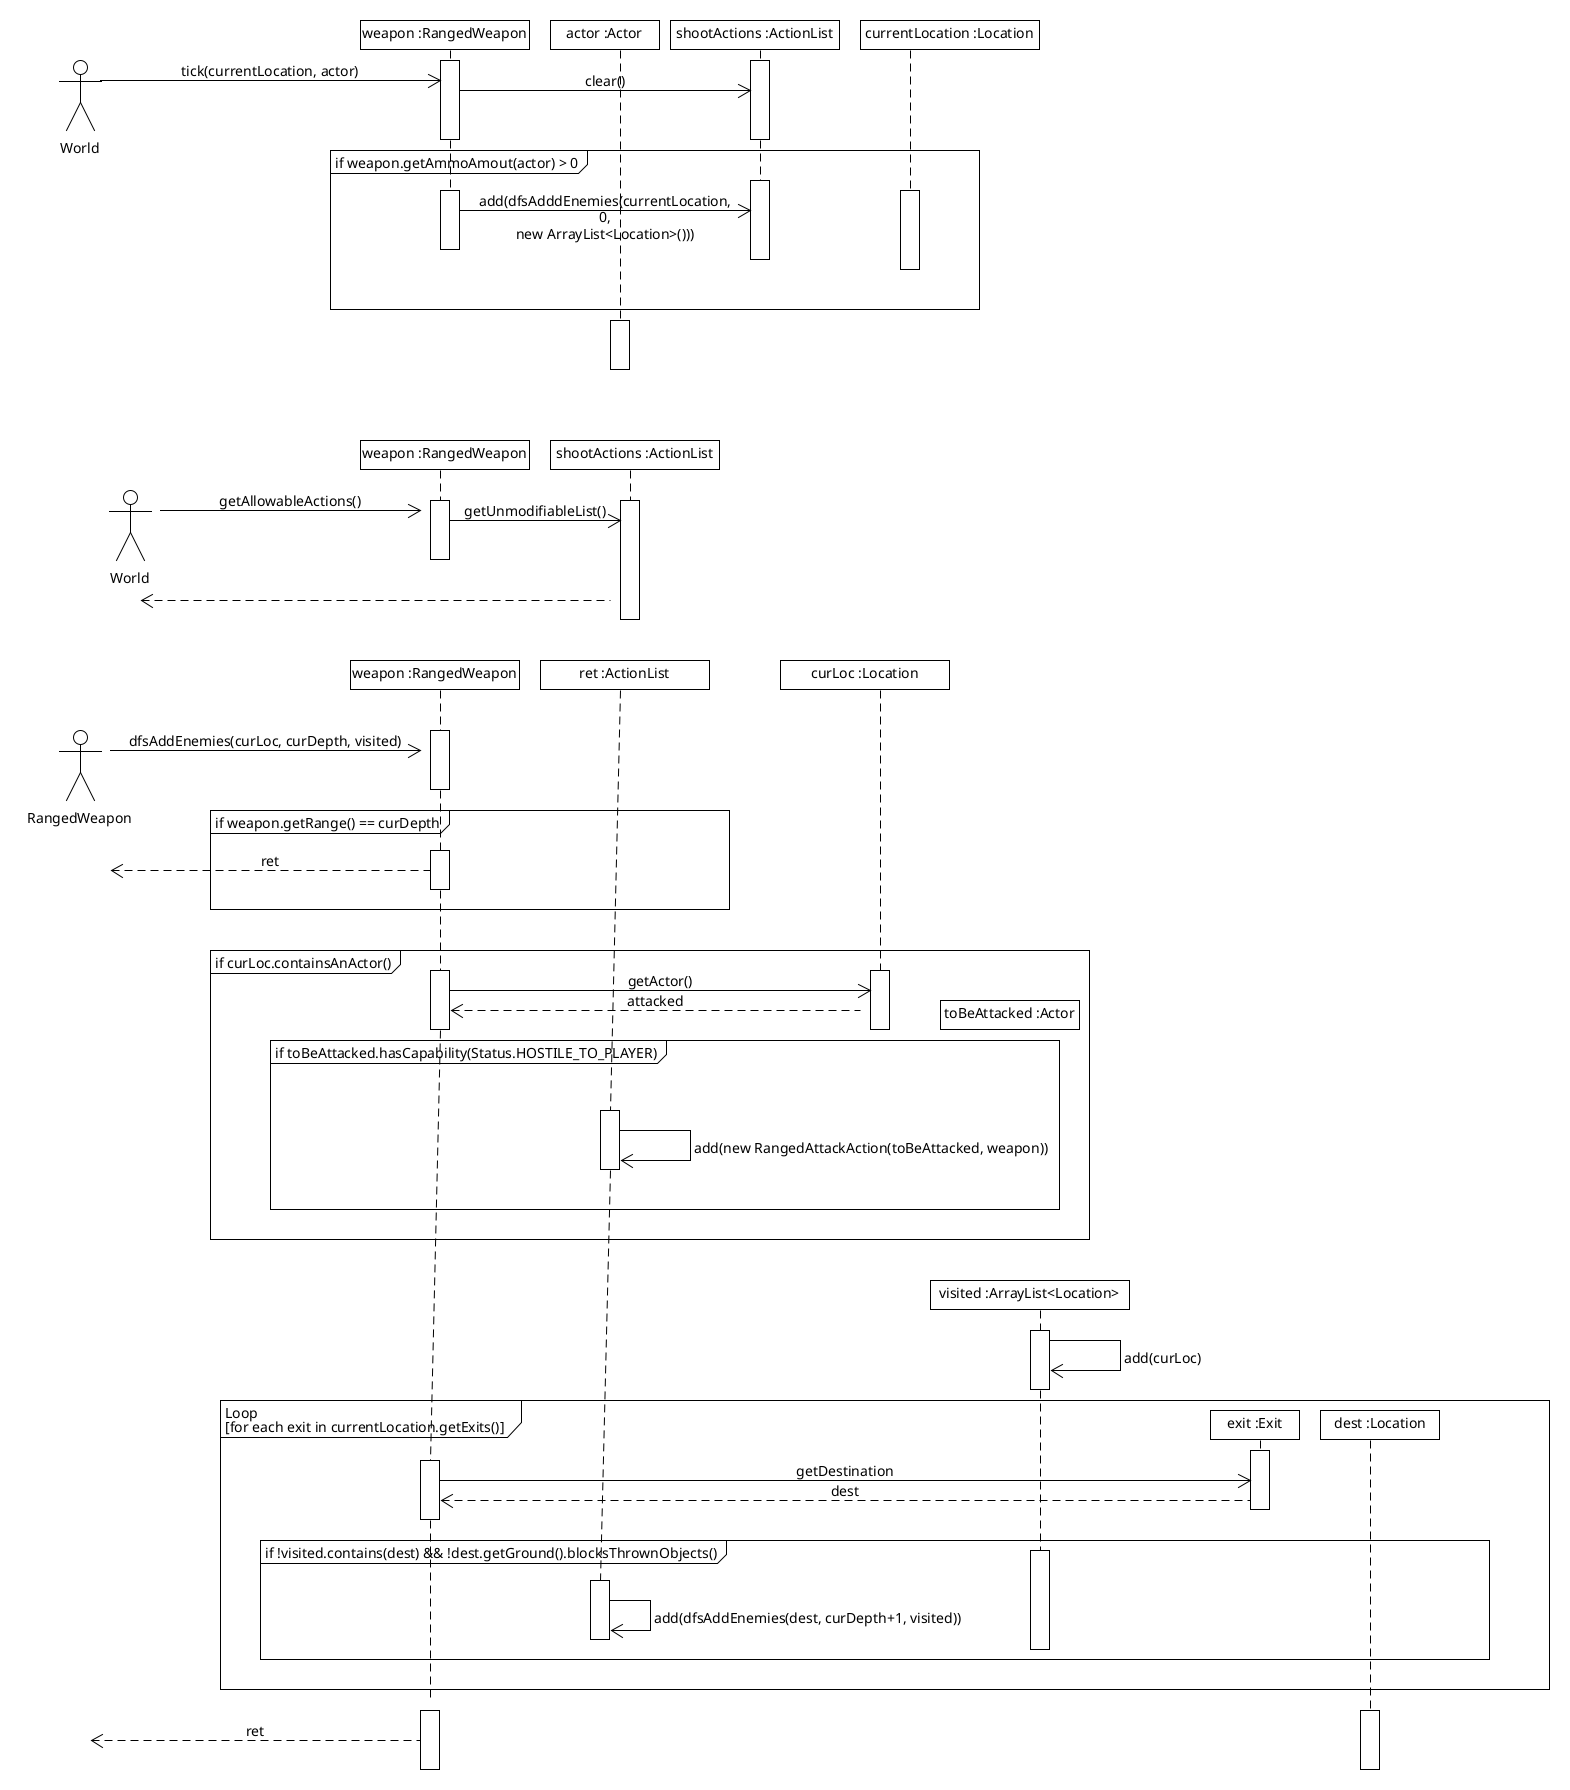 weapon :RangedWeapon
actor :Actor
shootActions :ActionList
currentLocation :Location
tick(currentLocation, actor)
clear()
World
if weapon.getAmmoAmout(actor) > 0
add(dfsAdddEnemies(currentLocation,
0,
new ArrayList<Location>()))
weapon :RangedWeapon
shootActions :ActionList
getAllowableActions()
getUnmodifiableList()
World
weapon :RangedWeapon
ret :ActionList
curLoc :Location
dfsAddEnemies(curLoc, curDepth, visited)
RangedWeapon
if weapon.getRange() == curDepth
ret
if curLoc.containsAnActor()
getActor()
attacked
toBeAttacked :Actor
if toBeAttacked.hasCapability(Status.HOSTILE_TO_PLAYER)
add(new RangedAttackAction(toBeAttacked, weapon))
visited :ArrayList<Location>
add(curLoc)
Loop
[for each exit in currentLocation.getExits()]
exit :Exit
dest :Location
getDestination
dest
if !visited.contains(dest) && !dest.getGround().blocksThrownObjects()
add(dfsAddEnemies(dest, curDepth+1, visited))
ret